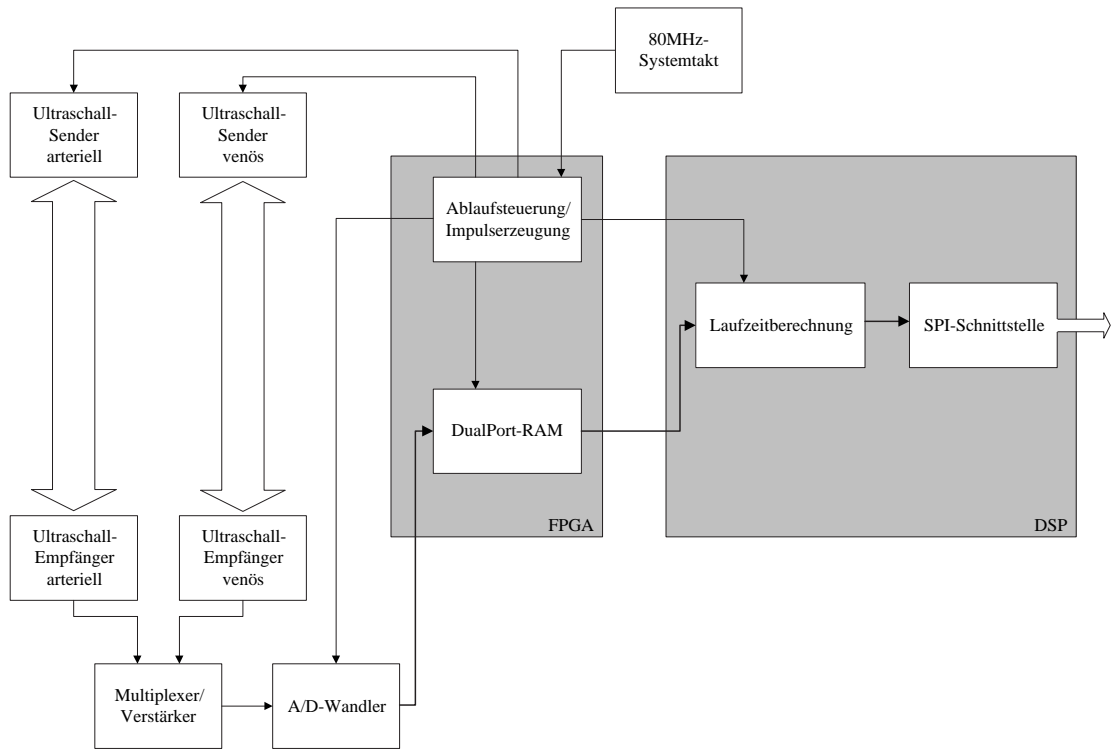 80MHz-
Systemtakt
Ultraschall-
Sender
arteriell
Ultraschall-
Sender
venös
Ablaufsteuerung/
Impulserzeugung
Laufzeitberechnung
SPI-Schnittstelle
DualPort-RAM
FPGA
DSP
Ultraschall-
Empfänger
arteriell
Ultraschall-
Empfänger
venös
Multiplexer/
Verstärker
A/D-Wandler